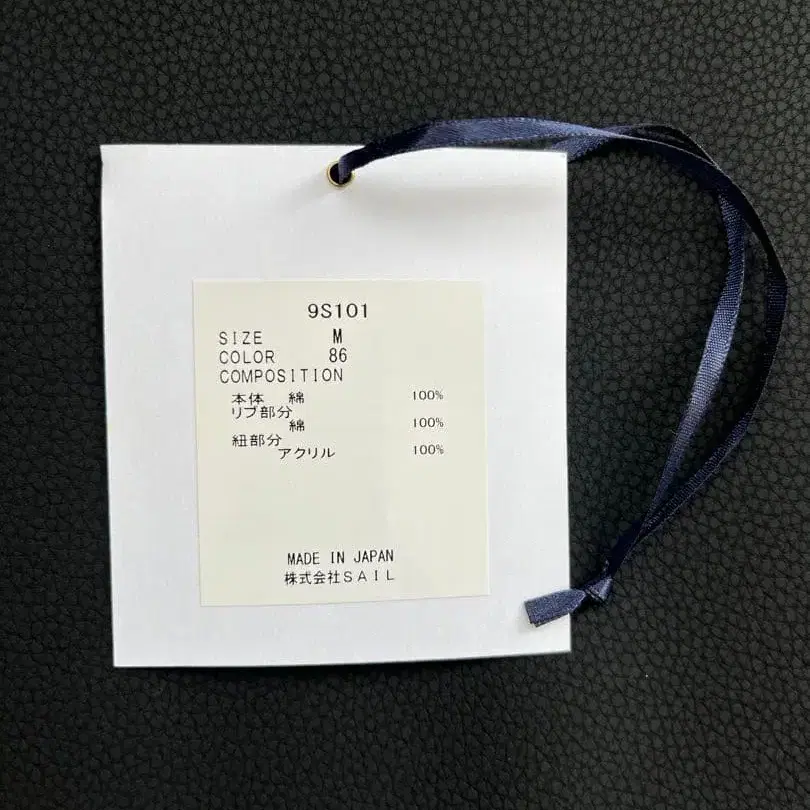 9S101
SIZE M
COLOR 86
COMPOSITION
本体 綿 100%
リブ部分
綿 100%
紐部分
アクリル 100%
MADE IN JAPAN
株式会社SAIL